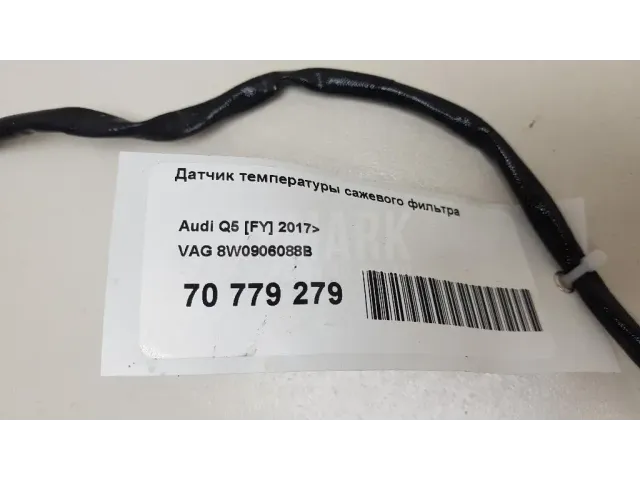 Датчик температуры сажевого фильтра
Audi Q5 [FY] 2017>
VAG 8W0906088B
70 779 279